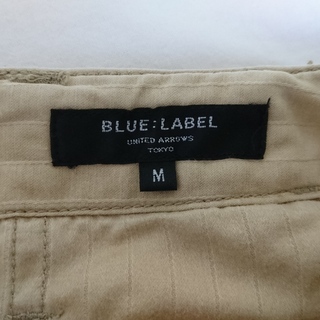 BLUE:LABEL
UNITED ARROWS
TOKYO
M